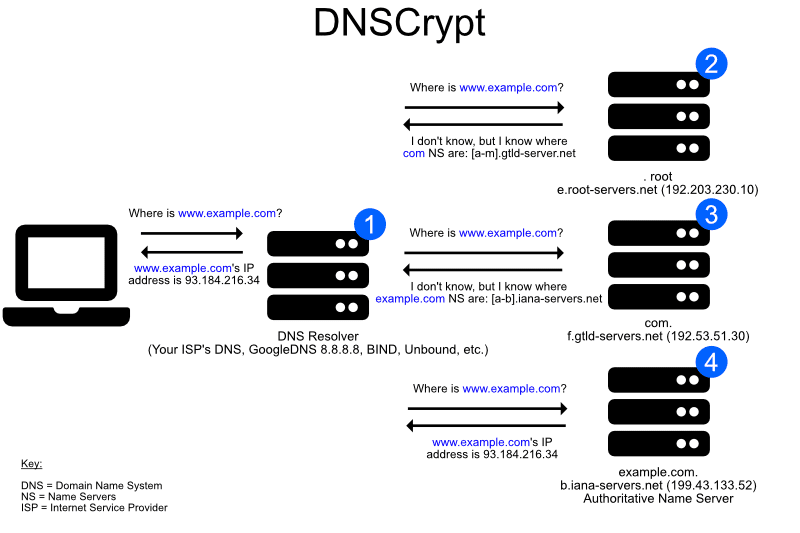 DNSCrypt
2
Where is www.example.com?
I don't know, but I know where
com NS are: [a-m].gtld-server.net
. root
e.root-servers.net (192.203.230.10)
1
Where is www.example.com?
www.example.com's IP
address is 93.184.216.34
DNS Resolver
(Your ISP's DNS, GoogleDNS 8.8.8.8, BIND, Unbound, etc.)
3
Where is www.example.com?
I don't know, but I know where
example.com NS are: [a-b].iana-servers.net
com.
f.gtld-servers.net (192.53.51.30)
4
Where is www.example.com?
www.example.com's IP
address is 93.184.216.34
example.com.
b.iana-servers.net (199.43.133.52)
Authoritative Name Server
Key:
DNS = Domain Name System
NS = Name Servers
ISP = Internet Service Provider